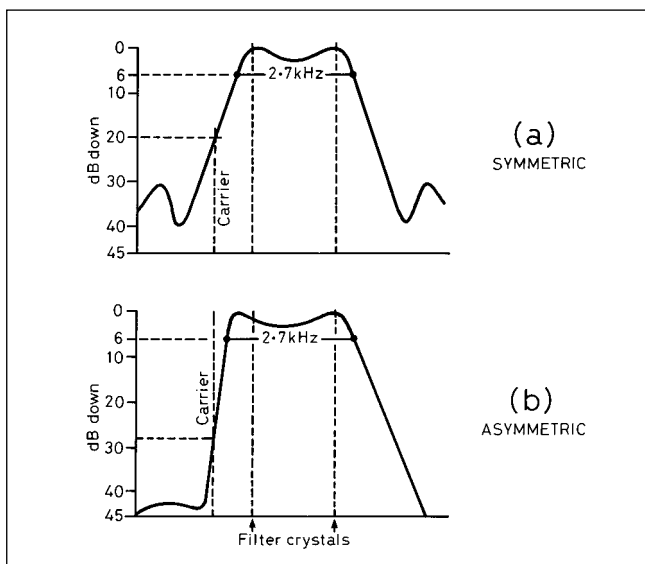 0
6
10
20
30
40
45
dB down
2·7kHz
Carrier
(a)
SYMMETRIC
0
6
10
20
30
40
45
dB down
2·7kHz
Carrier
(b)
ASYMMETRIC
Filter crystals